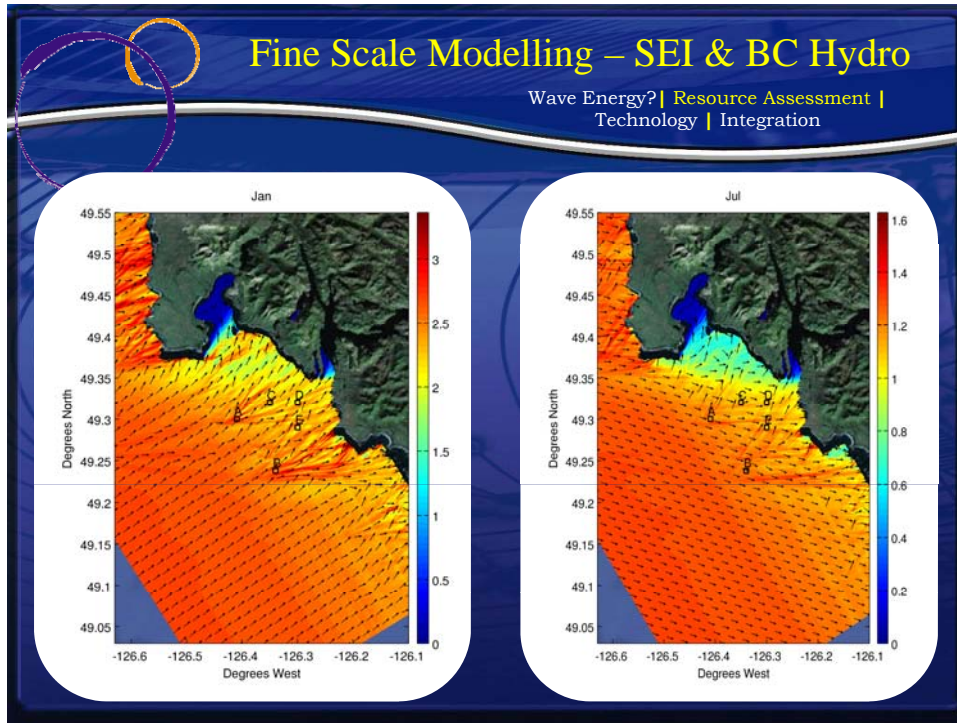 Fine Scale Modelling – SEI & BC Hydro
Wave Energy?| Resource Assessment |
Technology | Integration
Jan
49.55
49.5
49.45
49.4
49.35
49.3
49.25
49.2
49.15
49.1
49.05
Degrees North
-126.6 -126.5 -126.4 -126.3 -126.2 -126.1
Degrees West
3
2.5
2
1.5
1
0.5
0
A
D
E
Jul
49.55
49.5
49.45
49.4
49.35
49.3
49.25
49.2
49.15
49.1
49.05
Degrees North
-126.6 -126.5 -126.4 -126.3 -126.2 -126.1
Degrees West
1.6
1.4
1.2
1
0.8
0.6
0.4
0.2
0
A
D
E